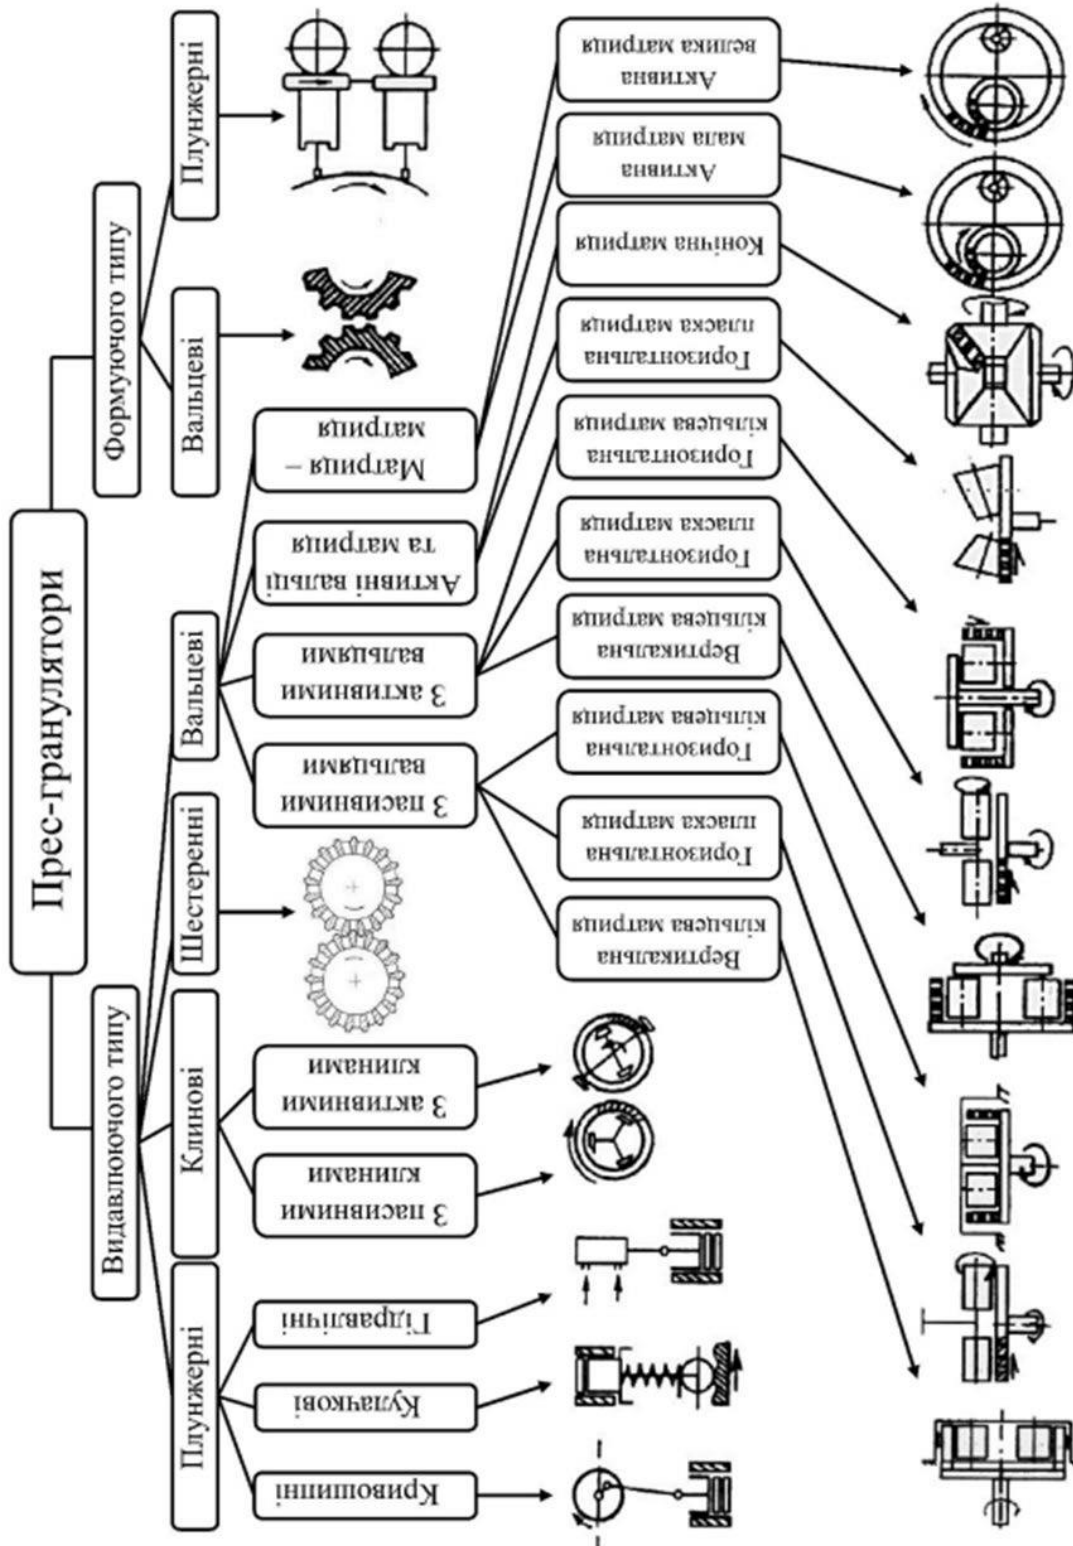 Прес-гранулятори
Видавлюючого типу
Формуючого типу
Плунжерні
Клинові
Шестеренні
Вальцеві
Вальцеві
Плунжерні
Кривошипні
Кулачкові
Гідравлічні
З пасивними
клинами
З активними
клинами
З пасивними
вальцями
З активними
вальцями
Активні вальці
та матриця
Матриця –
матриця
Вертикальна
кільцева матриця
Горизонтальна
пласка матриця
Горизонтальна
кільцева матриця
Вертикальна
кільцева матриця
Горизонтальна
пласка матриця
Горизонтальна
кільцева матриця
Горизонтальна
пласка матриця
Конічна матриця
Активна
мала матриця
Активна
велика матриця